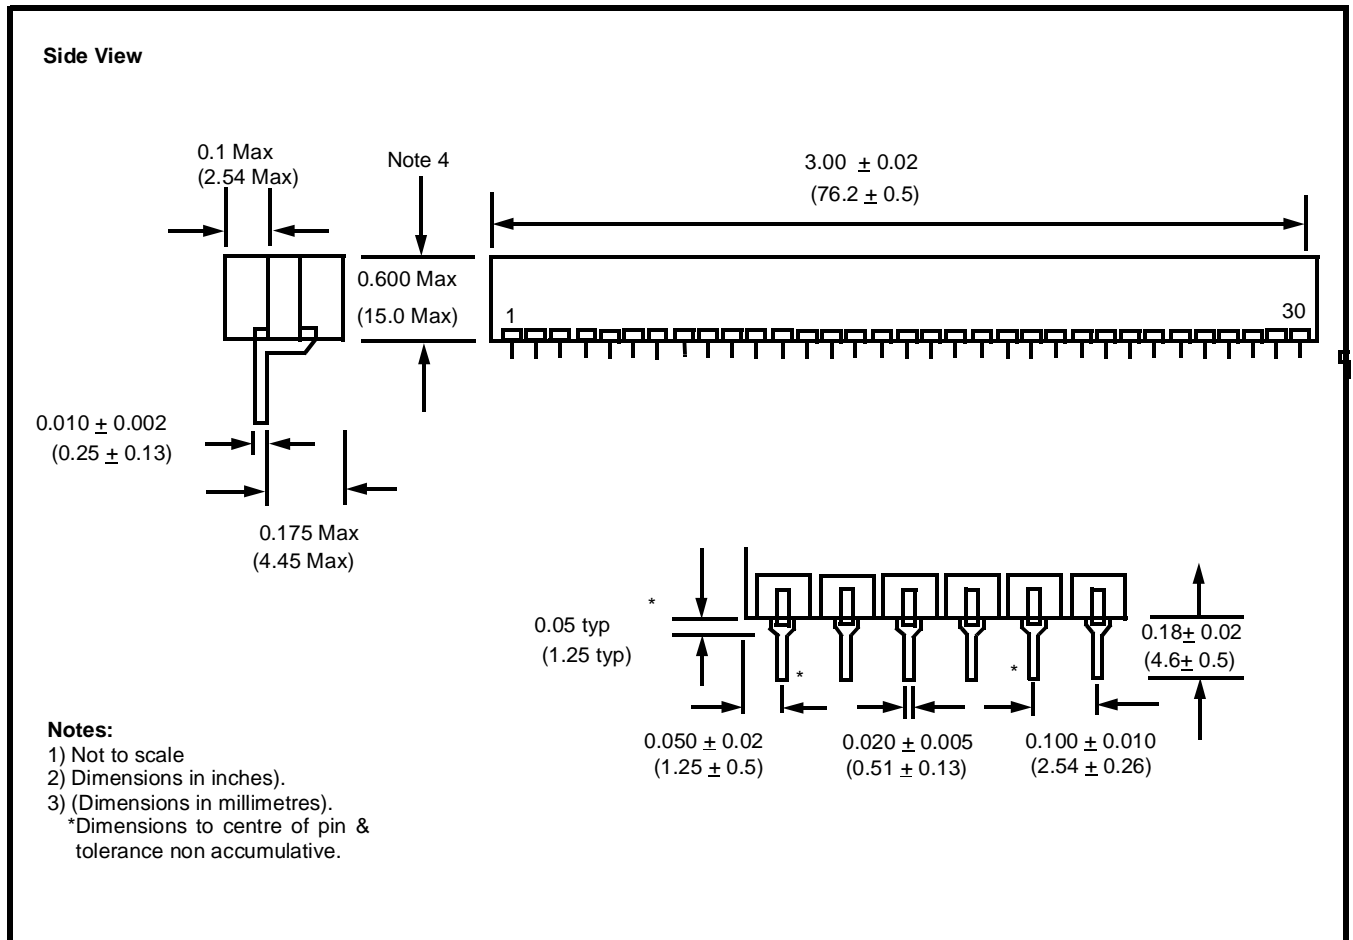 Side View
0.1 Max
(2.54 Max)
Note 4
3.00 ± 0.02
(76.2 ± 0.5)
0.600 Max
(15.0 Max)
1
30
0.010 ± 0.002
(0.25 ± 0.13)
0.175 Max
(4.45 Max)
*
0.05 typ
(1.25 typ)
*
*
0.18± 0.02
(4.6± 0.5)
0.050 ± 0.02
(1.25 ± 0.5)
0.020 ± 0.005
(0.51 ± 0.13)
0.100 ± 0.010
(2.54 ± 0.26)
Notes:
1) Not to scale
2) Dimensions in inches).
3) (Dimensions in millimetres).
*Dimensions to centre of pin &
tolerance non accumulative.